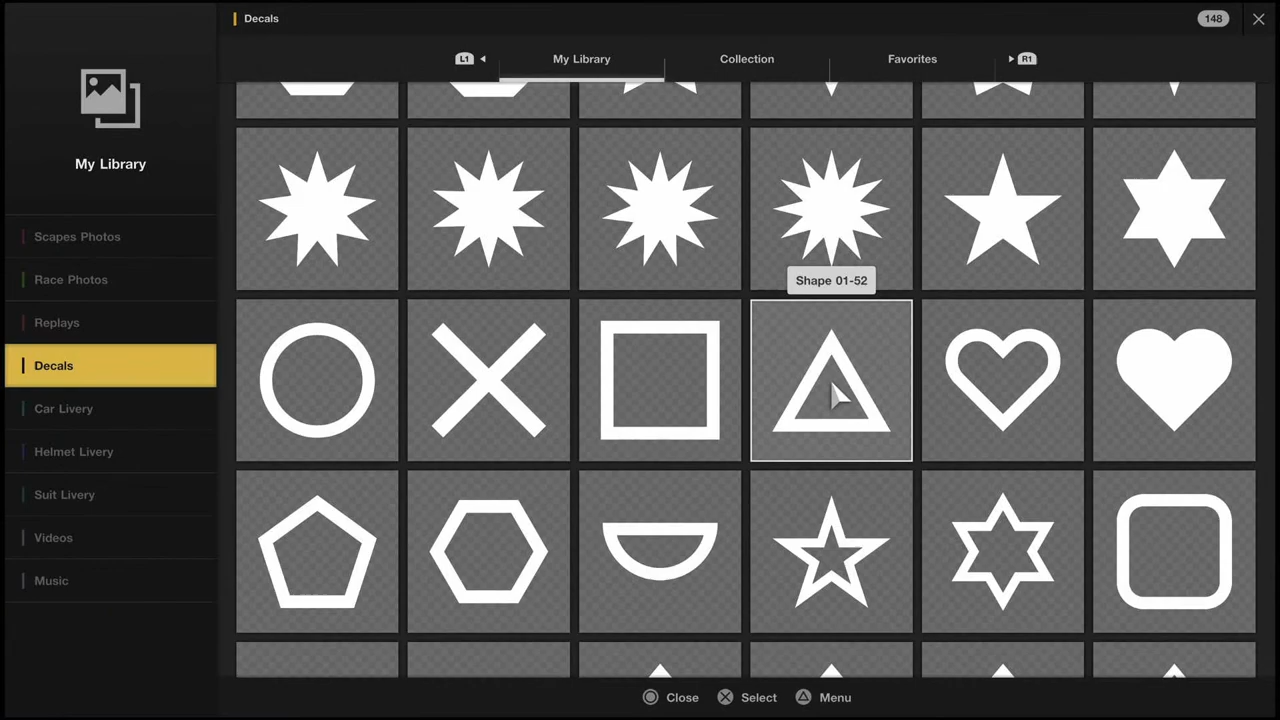 Decals
148
L1
My Library
Collection
Favorites
R1
My Library
Scapes Photos
Race Photos
Replays
Decals
Car Livery
Helmet Livery
Suit Livery
Videos
Music
Shape 01-52
Close
Select
Menu